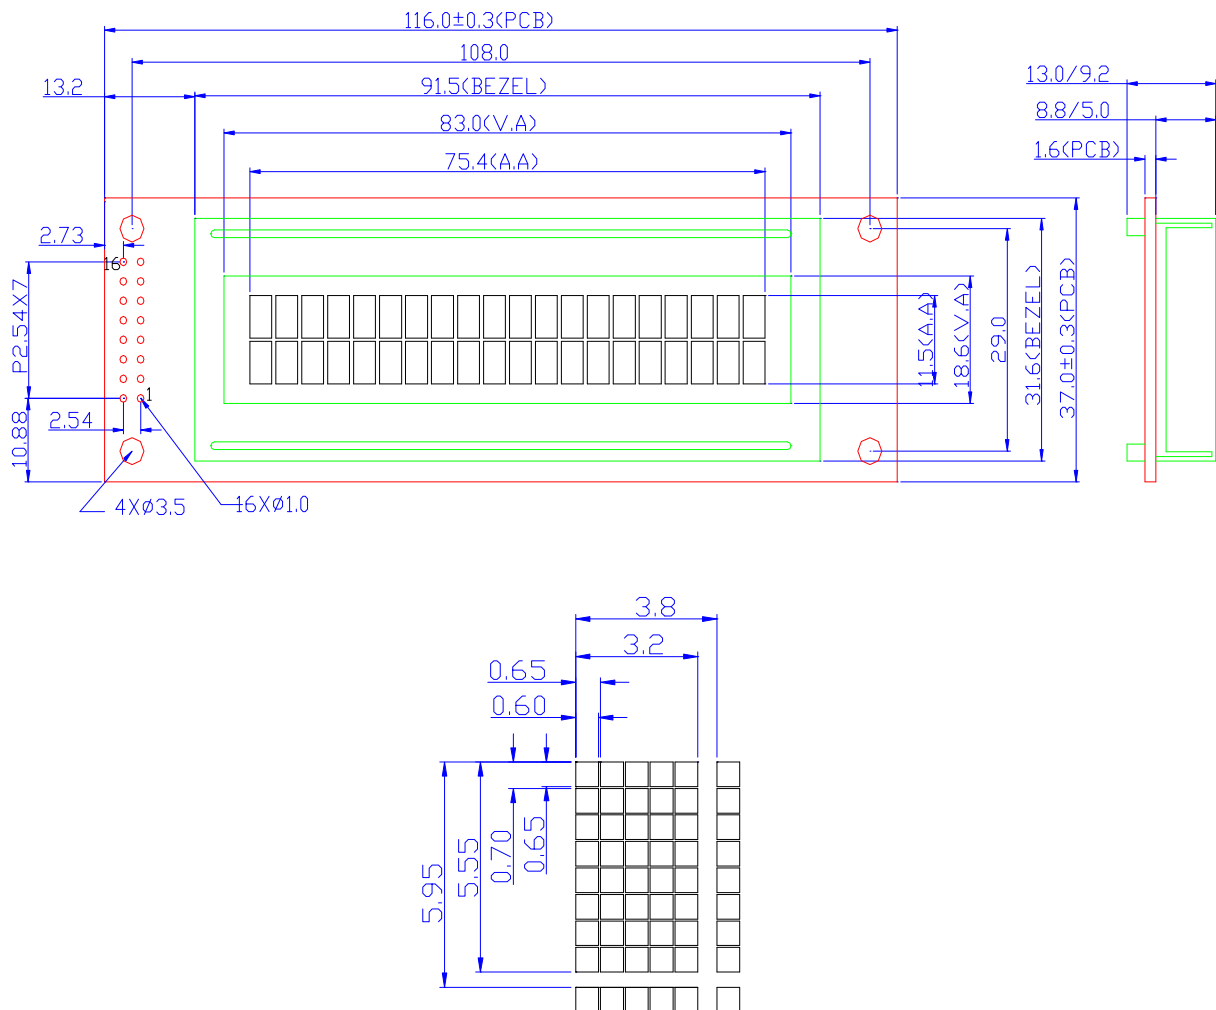 116.0±0.3(PCB)
108.0
13.2
91.5(BEZEL)
83.0(V.A)
75.4(A.A)
13.0/9.2
8.8/5.0
1.6(PCB)
2.73
16
P2.54X7
1
2.54
10.88
4XØ3.5
16XØ1.0
11.5(A.A)
18.6(V.A)
29.0
31.6(BEZEL)
37.0±0.3(PCB)
3.8
3.2
0.65
0.60
0.70
0.65
5.55
5.95